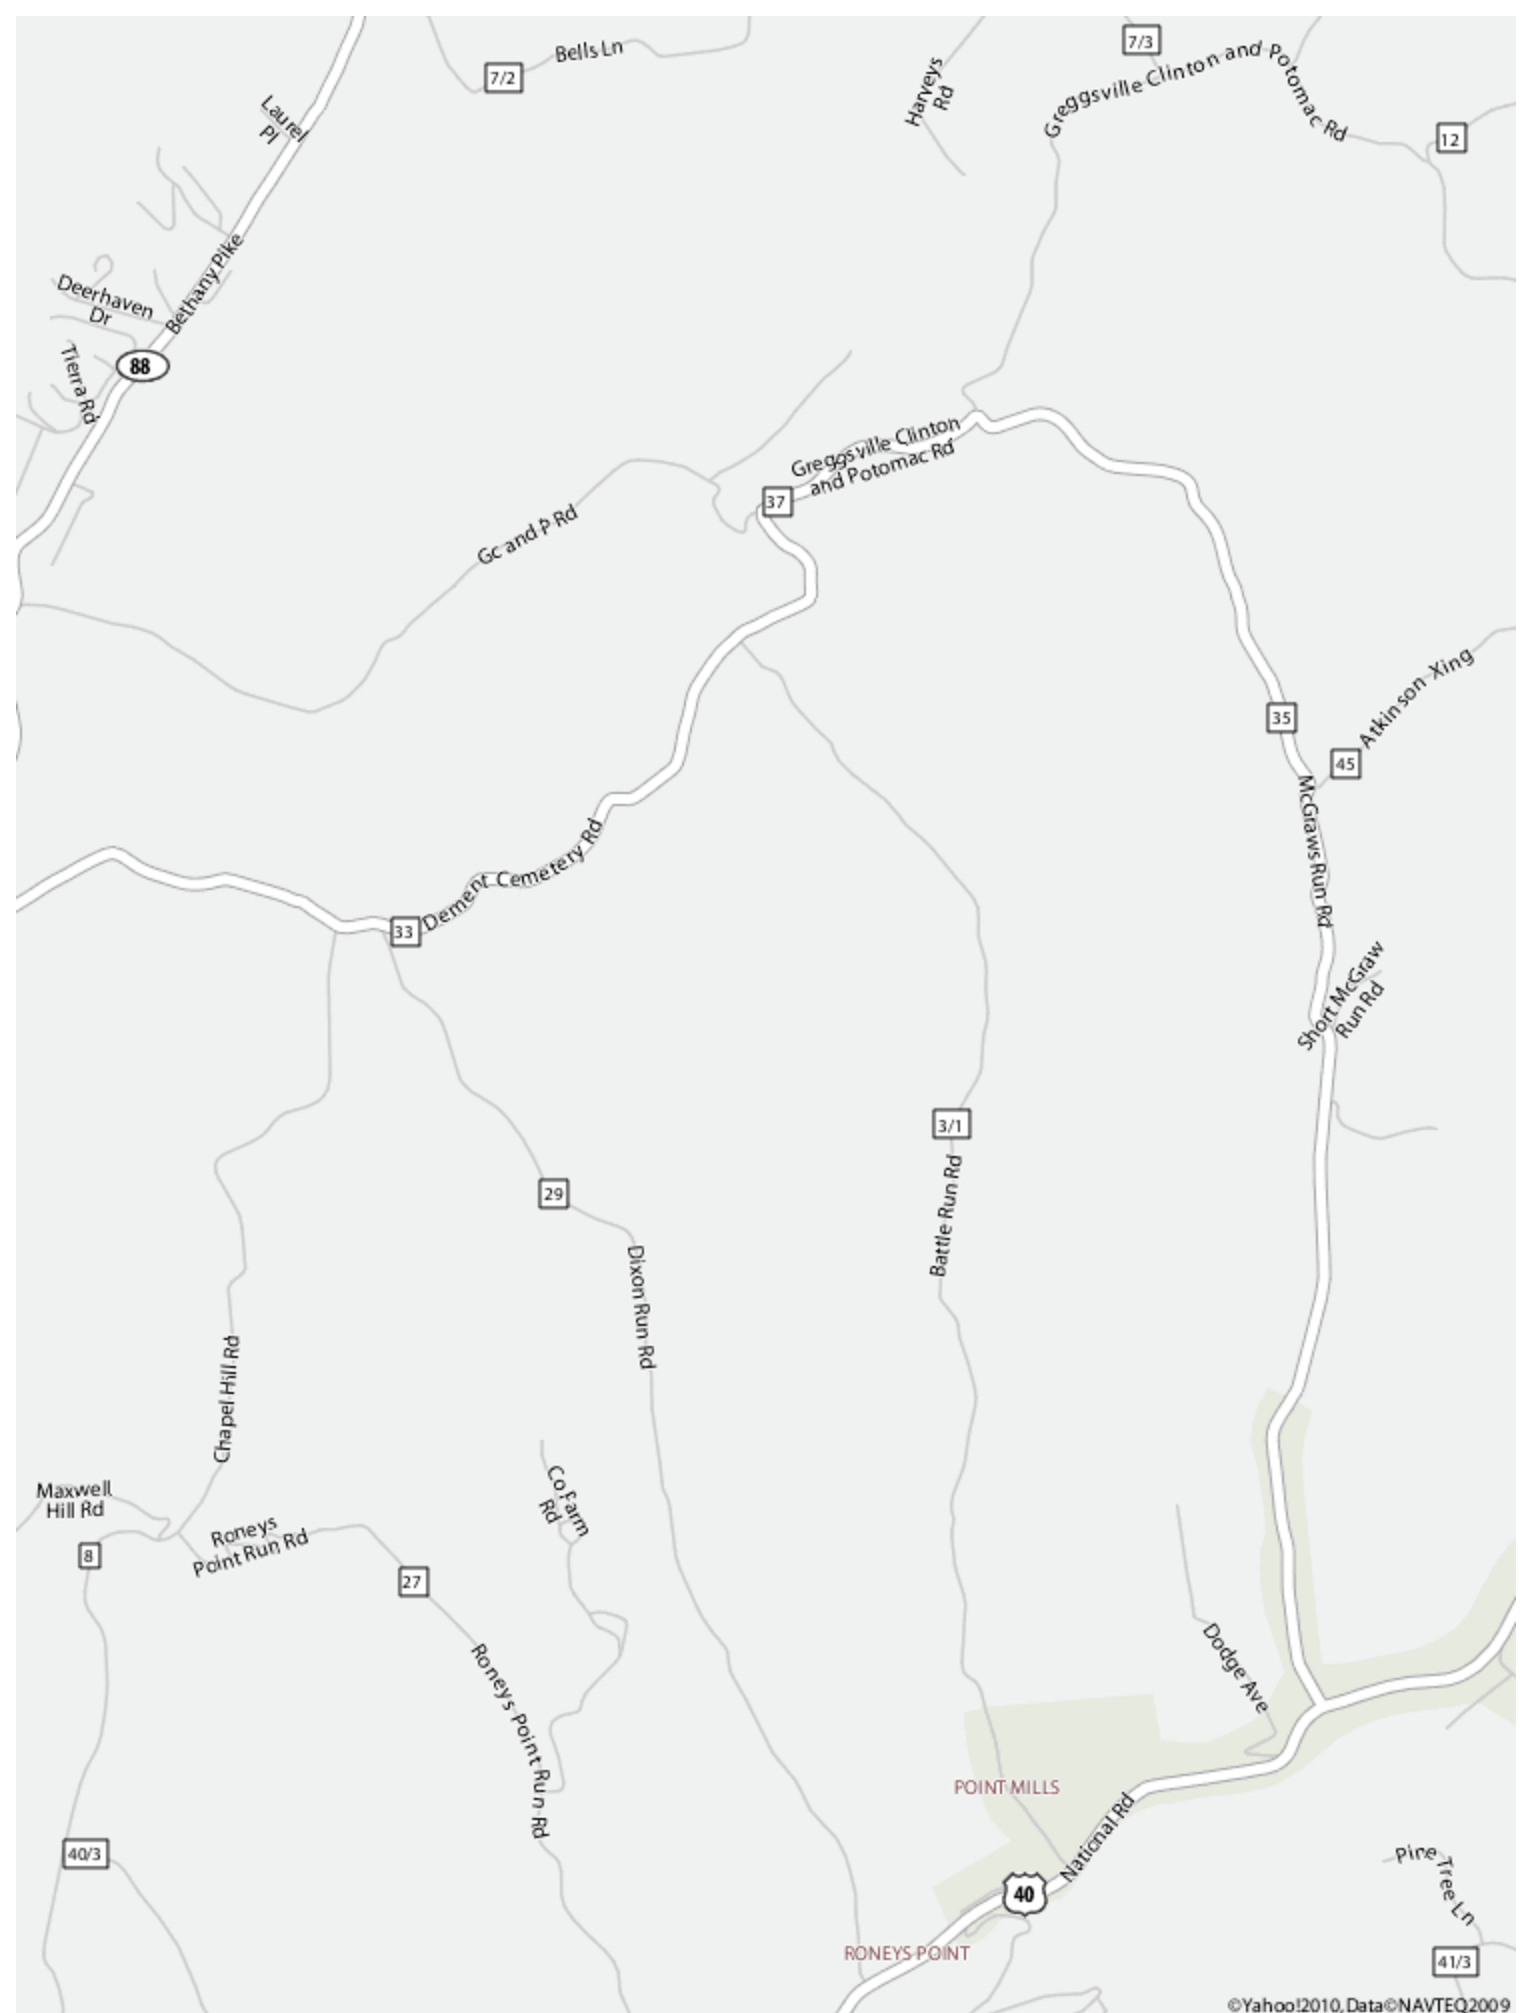 7/3
Bells Ln
7/2
Harveys
Rd
Greggsville Clinton and Potomac Rd
12
Laurel
Pl
Bethany Pike
Deerhaven
Dr
88
Tierra Rd
Greggsville Clinton
and Potomac Rd
37
Gc and P Rd
35
Atkinson Xing
45
McGraws Run Rd
Dement Cemetery Rd
33
Short McGraw
Run Rd
3/1
Battle Run Rd
29
Dixon Run Rd
Chapel Hill Rd
Maxwell
Hill Rd
8
Roneys
Point Run Rd
27
Co Farm
Rd
Roneys Point Run Rd
Dodge Ave
POINT MILLS
National Rd
40
40/3
Pine Tree Ln
RONEYS POINT
41/3
©Yahoo!2010, Data©NAVTEQ2009